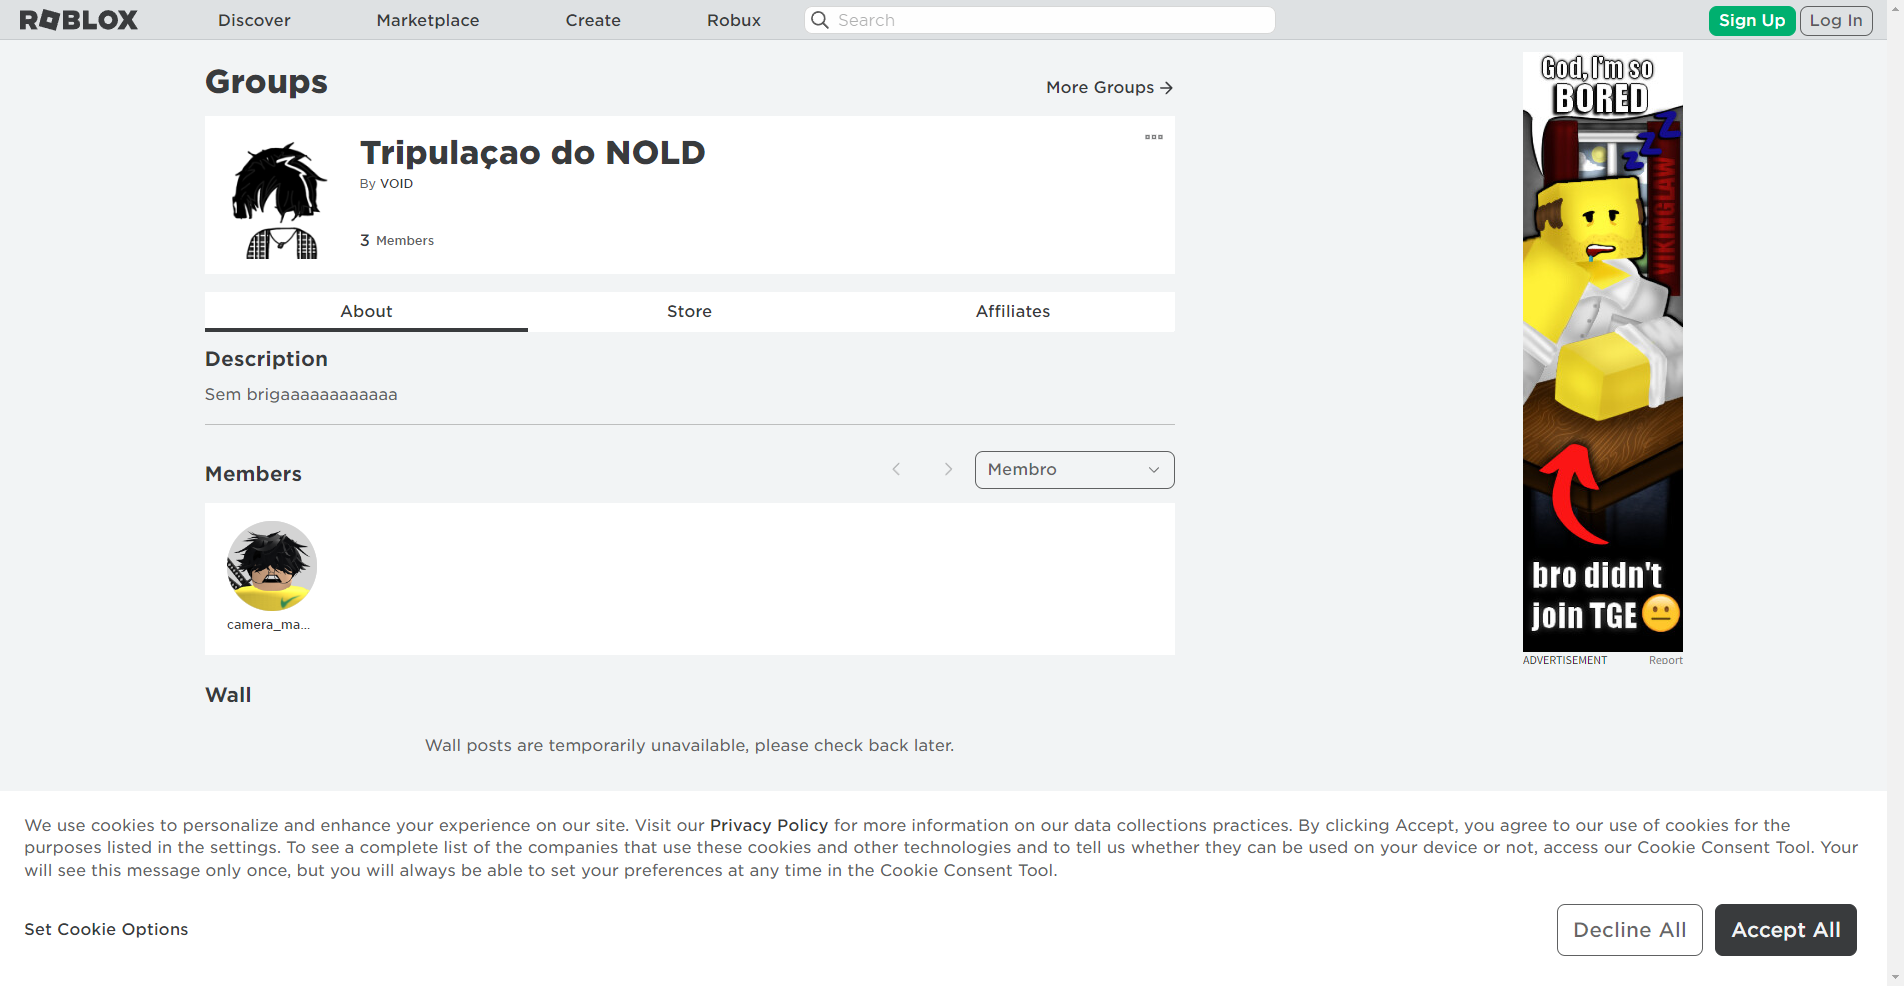 ROBLOX
Discover
Marketplace
Create
Robux
Search
Sign Up
Log In
Groups
More Groups
Tripulaçao do NOLD
By VOID
3 Members
About
Store
Affiliates
Description
Sem brigaaaaaaaaaaaa
Members
Membro
camera_ma...
Wall
Wall posts are temporarily unavailable, please check back later.
God, I'm so
BORED
zzZ
VIKINGLAW
bro didn't
join TGE
ADVERTISEMENT
Report
We use cookies to personalize and enhance your experience on our site. Visit our Privacy Policy for more information on our data collections practices. By clicking Accept, you agree to our use of cookies for the
purposes listed in the settings. To see a complete list of the companies that use these cookies and other technologies and to tell us whether they can be used on your device or not, access our Cookie Consent Tool. Your
will see this message only once, but you will always be able to set your preferences at any time in the Cookie Consent Tool.
Set Cookie Options
Decline All
Accept All